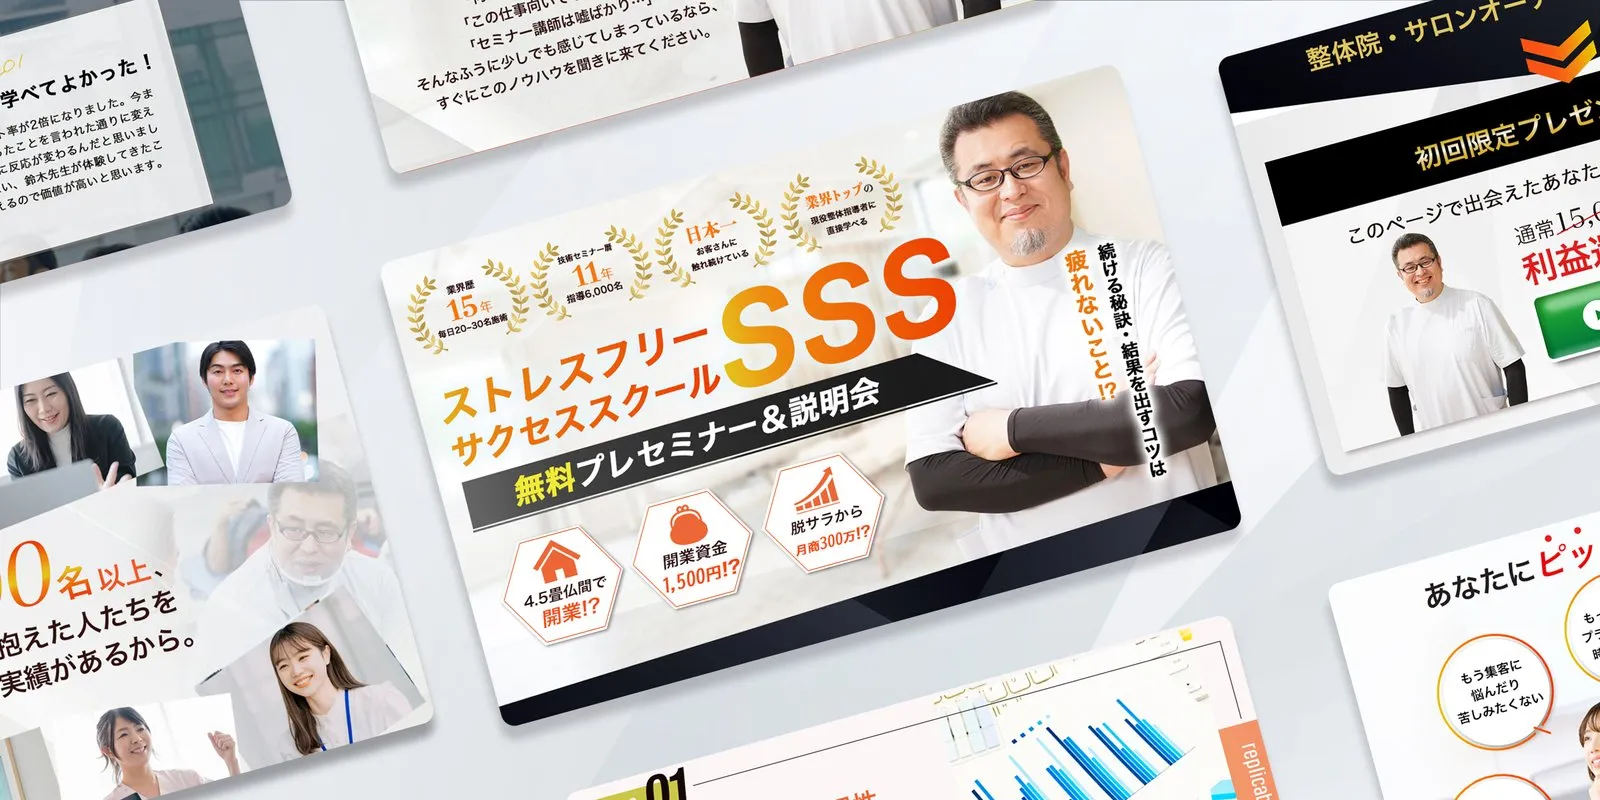 学べてよかった！
ト率が2倍になりました。今ま
ったことを言われた通りに変え
に反応が変わるんだと思いまし
い、鈴木先生が体験してきたこ
えるので価値が高いと思います。
「この仕事向いて
「セミナー講師は嘘ばかり…」
そんなふうに少しでも感じてしまっているなら、
すぐにこのノウハウを聞きに来てください。
業界歴
15年
毎日20~30名施術
技術セミナー層
11年
指導6,000名
日本一
お客さんに
触れ続けている
業界トップの
現役整体指導者に
直接学べる
ストレスフリー
サクセススクール
SSS
無料プレセミナー＆説明会
続ける秘訣・結果を出すコツは
疲れないこと!?
4.5畳仏間で
開業!?
開業資金
1,500円!?
脱サラから
月商300万!?
整体院・サロンオー
初回限定プレゼ
このページで出会えたあなた
通常15,0
利益
0名以上、
抱えた人たちを
実績があるから。
01
replicab
あなたにピッ
もう集客に
悩んだり
苦しみたくない